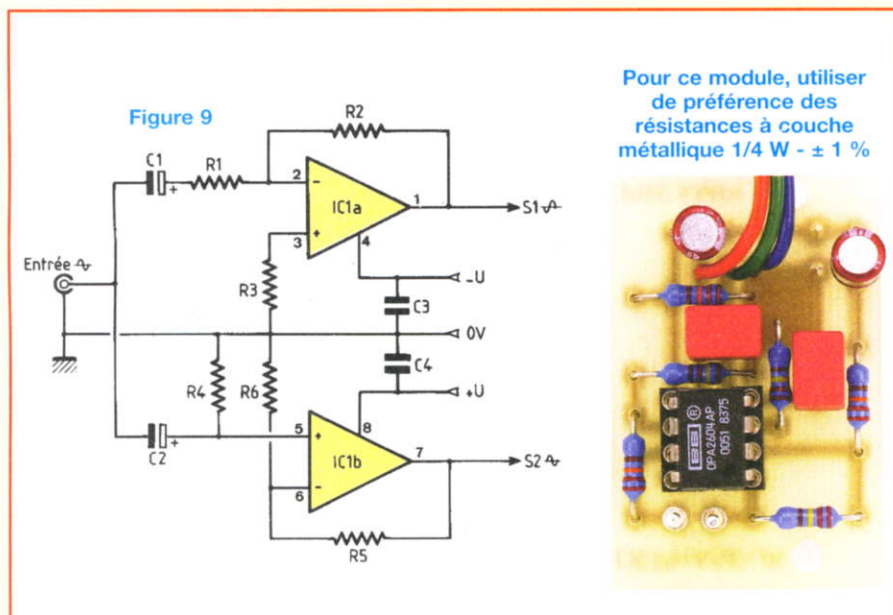 Figure 9
Pour ce module, utiliser
de préférence des
résistances à couche
métallique 1/4 W - ± 1 %
R2
C1
+
R1
2
-
IC1a
1
S1
+
3
4
Entrée
R3
-U
C3
0V
R4
R6
C4
+U
C2
+
5
+
8
IC1b
7
S2
6
-
R5
BB ®
OPA2604AP
0051 8375